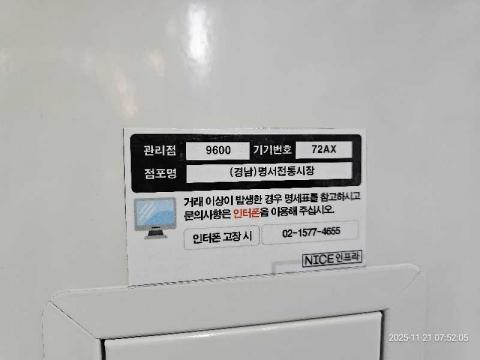 관리점 9600 기기번호 72AX
점포명 (경남)명서전통시장
거래 이상이 발생한 경우 명세표를 참고하시고
문의사항은 인터폰을 이용해 주십시오.
인터폰 고장 시 02-1577-4655
NICE인프라
2025-11-21 07:52:05